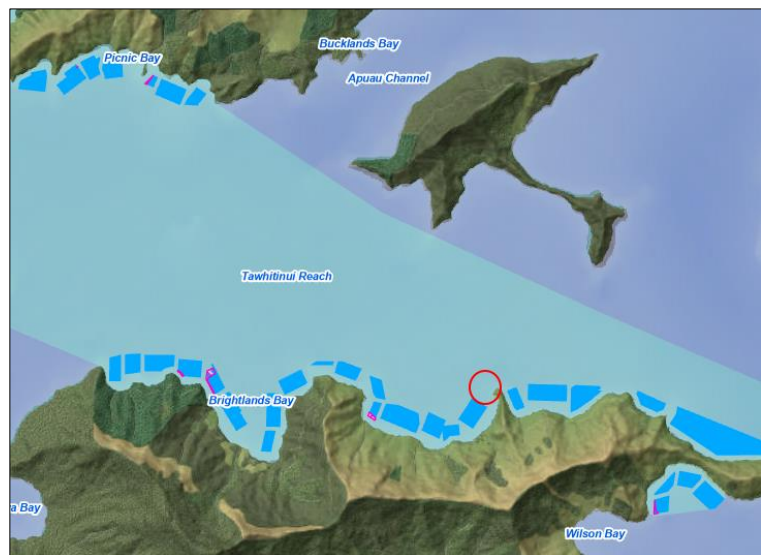 Bucklands Bay
Picnic Bay
Apuau Channel
Tawhitinui Reach
Brightlands Bay
a Bay
Wilson Bay